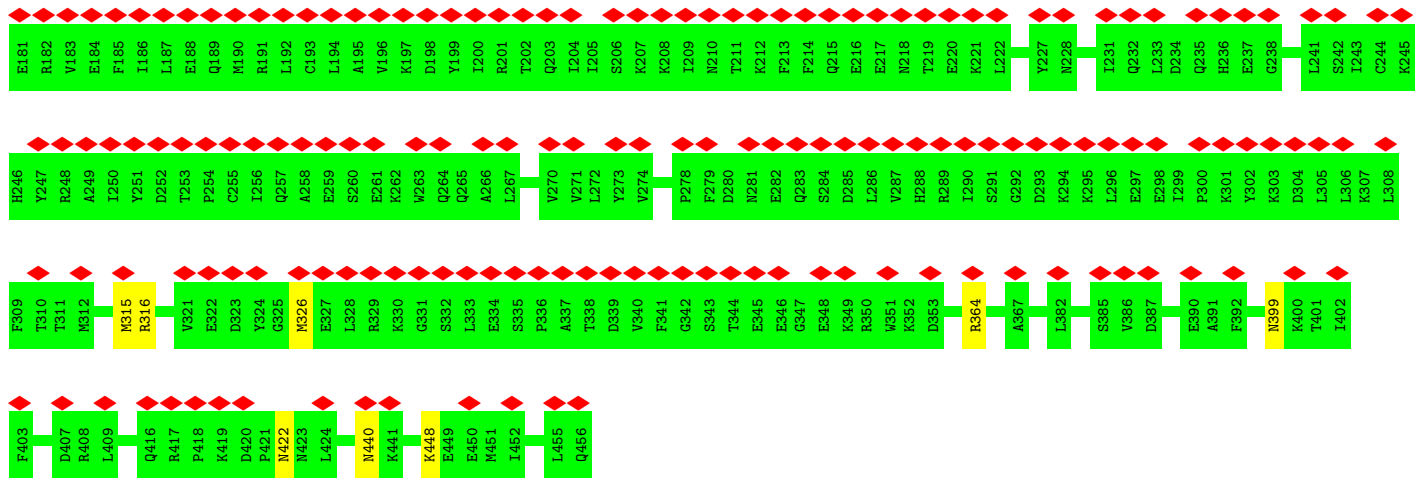 E181 R182 V183 E184 F185 I186 L187 E188 Q189 M190 R191 L192 C193 L194 A195 V196 K197 D198 Y199 I200 R201 T202 Q203 I204 I205 S206 K207 K208 I209 N210 T211 K212 F213 F214 Q215 E216 E217 N218 T219 E220 K221 L222 Y227 N228 I231 Q232 L233 D234 Q235 H236 E237 G238 L241 S242 I243 C244 K245
H246 Y247 R248 A249 I250 Y251 D252 T253 P254 C255 I256 Q257 A258 E259 S260 E261 K262 W263 Q264 Q265 A266 L267 V270 V271 L272 Y273 V274 P278 F279 D280 N281 E282 Q283 S284 D285 L286 V287 H288 R289 I290 S291 G292 D293 K294 K295 L296 E297 E298 I299 P300 K301 Y302 K303 D304 L305 L306 K307 L308
F309 T310 T311 M312 M315 R316 V321 E322 D323 Y324 G325 M326 E327 L328 R329 K330 G331 S332 L333 E334 S335 P336 A337 T338 D339 V340 F341 G342 S343 T344 E345 E346 G347 E348 K349 R350 W351 K352 D353 R364 A367 L382 S385 V386 D387 E390 A391 F392 N399 K400 T401 I402
F403 D407 R408 L409 Q416 R417 P418 K419 D420 P421 N422 N423 L424 N440 K441 K448 E449 E450 M451 I452 L455 Q456